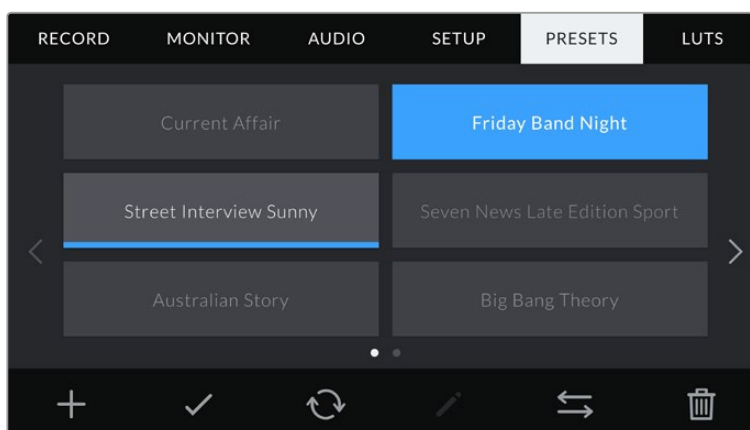 RECORD MONITOR AUDIO SETUP PRESETS LUTS
Current Affair Friday Band Night
Street Interview Sunny Seven News Late Edition Sport
Australian Story Big Bang Theory